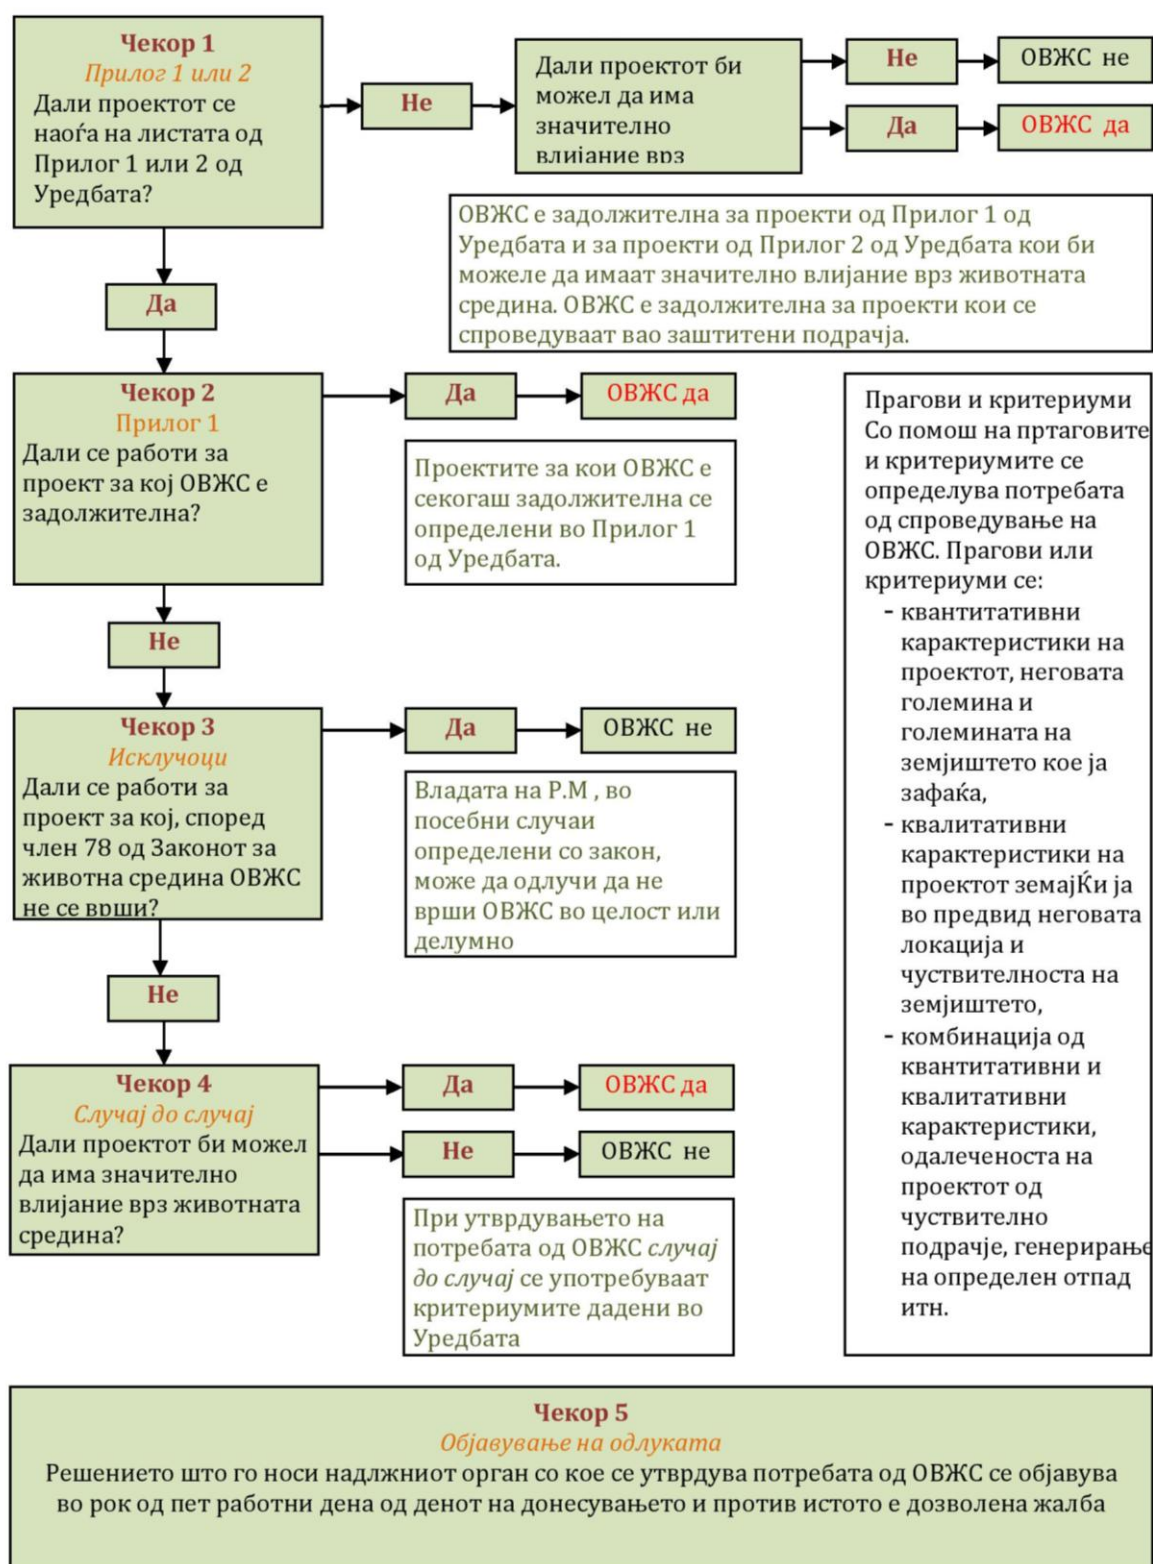 Чекор 1
Прилог 1 или 2
Дали проектот се
наоѓа на листата од
Прилог 1 или 2 од
Уредбата?
Не
Дали проектот би
можел да има
значително
влијание врз
Не
ОВЖС не
Да
ОВЖС да
ОВЖС е задолжителна за проекти од Прилог 1 од
Уредбата и за проекти од Прилог 2 од Уредбата кои би
можеле да имаат значително влијание врз животната
средина. ОВЖС е задолжителна за проекти кои се
спроведуваат вао заштитени подрачја.
Да
Чекор 2
Прилог 1
Дали се работи за
проект за кој ОВЖС е
задолжителна?
Да
ОВЖС да
Проектите за кои ОВЖС е
секогаш задолжителна се
определени во Прилог 1
од Уредбата.
Не
Чекор 3
Исклучоци
Дали се работи за
проект за кој, според
член 78 од Законот за
животна средина ОВЖС
не се врши?
Да
ОВЖС не
Владата на Р.М , во
посебни случаи
определени со закон,
може да одлучи да не
врши ОВЖС во целост или
делумно
Не
Чекор 4
Случај до случај
Дали проектот би можел
да има значително
влијание врз животната
средина?
Да
ОВЖС да
Не
ОВЖС не
При утврдувањето на
потребата од ОВЖС случај
до случај се употребуваат
критериумите дадени во
Уредбата
Прагови и критериуми
Со помош на пртаговите
и критериумите се
определува потребата
од спроведување на
ОВЖС. Прагови или
критериуми се:
- квантитативни
карактеристики на
проектот, неговата
големина и
големината на
земјиштето кое ја
зафаќа,
- квалитативни
карактеристики на
проектот земајЌи ја
во предвид неговата
локација и
чуствителноста на
земјиштето,
- комбинација од
квантитативни и
квалитативни
карактеристики,
одалеченоста на
проектот од
чуствително
подрачје, генерирање
на определен отпад
итн.
Чекор 5
Објавување на одлуката
Решението што го носи надлжниот орган со кое се утврдува потребата од ОВЖС се објавува
во рок од пет работни дена од денот на донесувањето и против истото е дозволена жалба